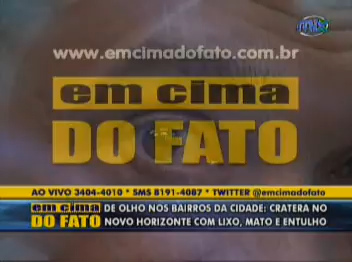 www.emcimadofato.com.br
em cima
DO FATO
AO VIVO 3404-4010 * SMS 8191-4087 * TWITTER @emcimadofato
em cima
DO FATO
DE OLHO NOS BAIRROS DA CIDADE: CRATERA NO
NOVO HORIZONTE COM LIXO, MATO E ENTULHO